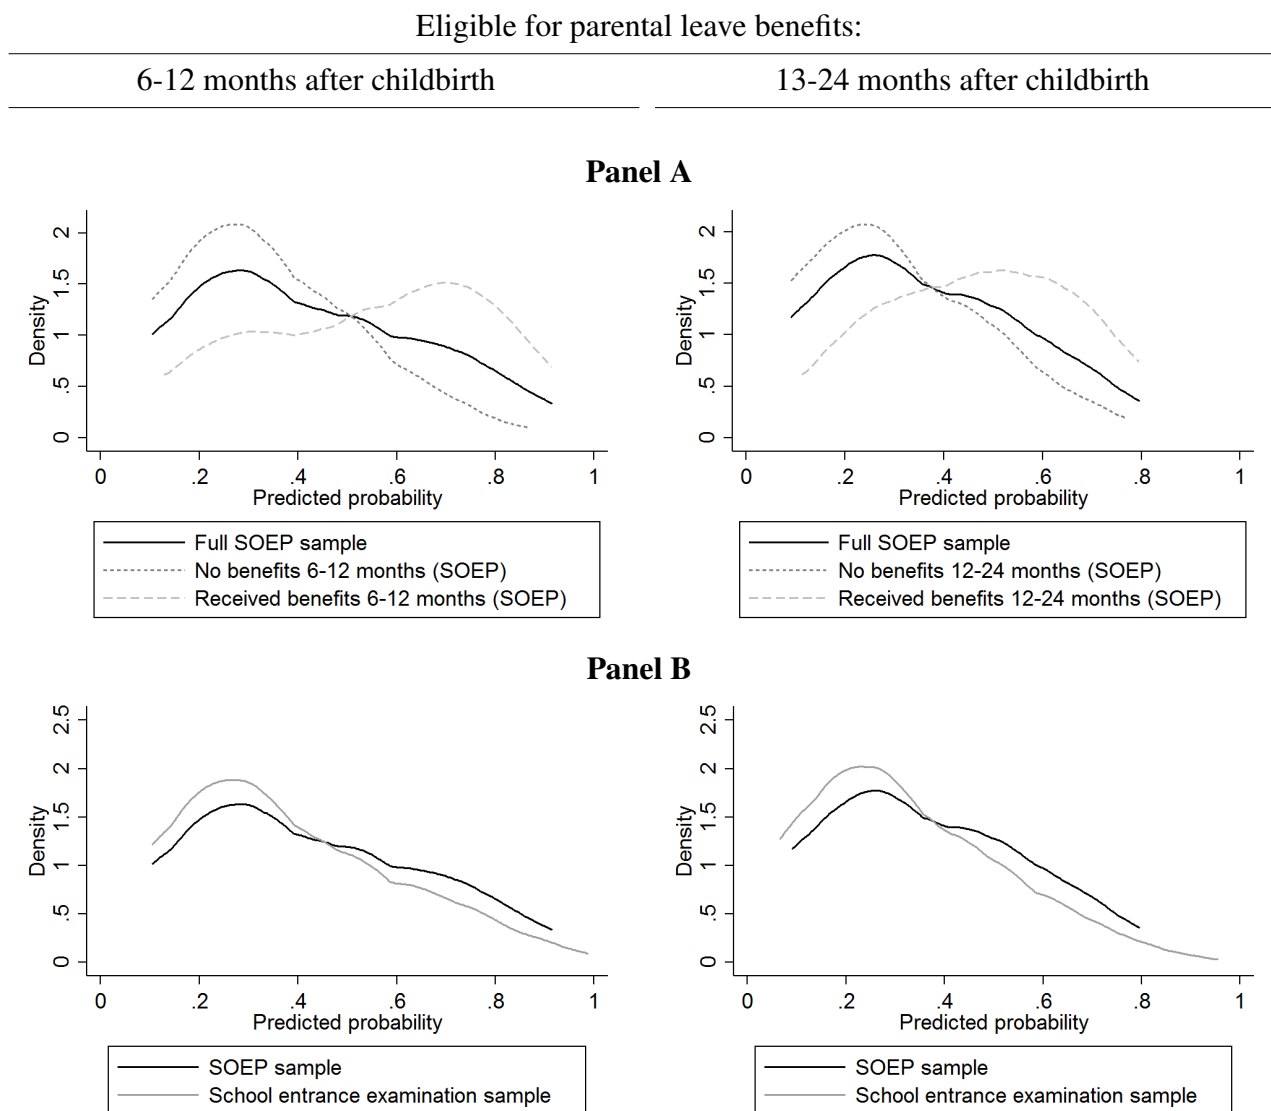 Eligible for parental leave benefits:
6-12 months after childbirth
13-24 months after childbirth
Panel A
Density
0 .5 1 1.5 2
0 .2 .4 .6 .8 1
Predicted probability
Full SOEP sample
No benefits 6-12 months (SOEP)
Received benefits 6-12 months (SOEP)
Density
0 .5 1 1.5 2
0 .2 .4 .6 .8 1
Predicted probability
Full SOEP sample
No benefits 12-24 months (SOEP)
Received benefits 12-24 months (SOEP)
Panel B
Density
0 .5 1 1.5 2 2.5
0 .2 .4 .6 .8 1
Predicted probability
SOEP sample
School entrance examination sample
Density
0 .5 1 1.5 2 2.5
0 .2 .4 .6 .8 1
Predicted probability
SOEP sample
School entrance examination sample